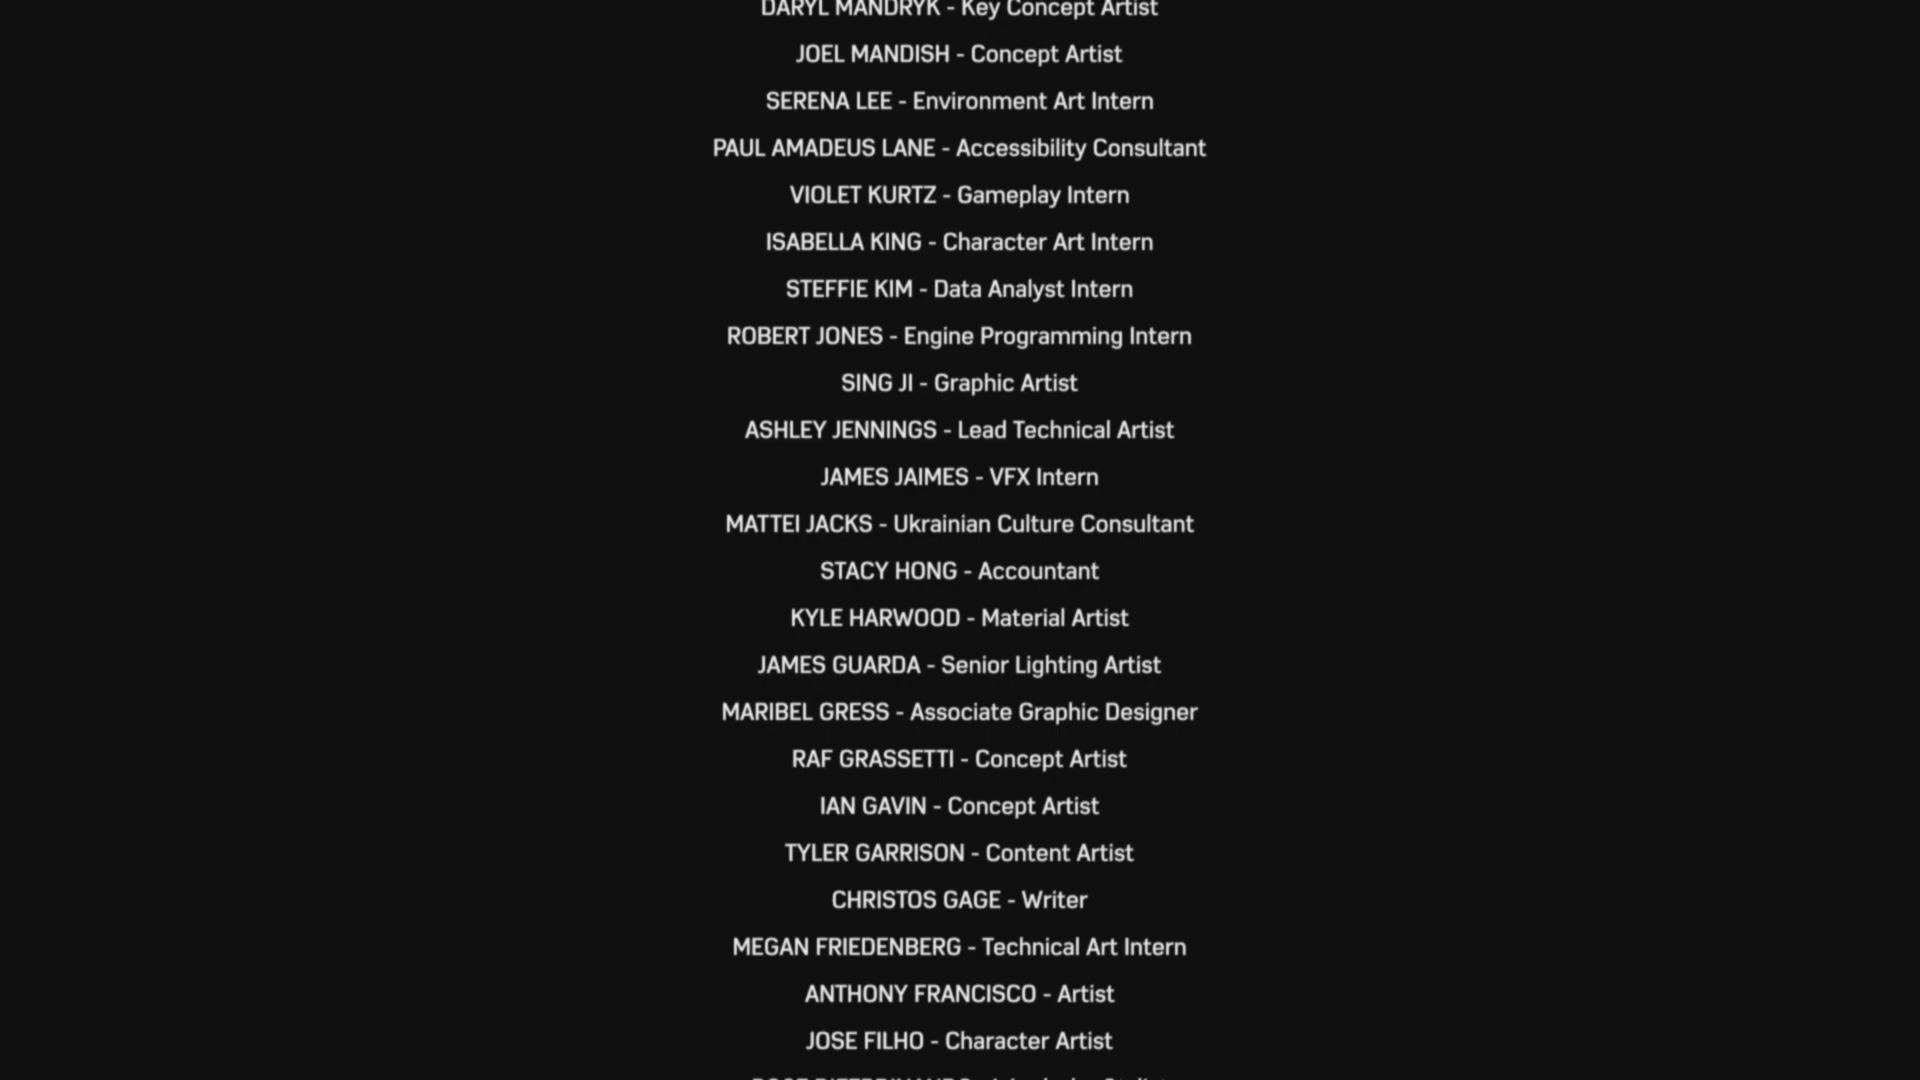 DARYL MANDRYK - Key Concept Artist
JOEL MANDISH - Concept Artist
SERENA LEE - Environment Art Intern
PAUL AMADEUS LANE - Accessibility Consultant
VIOLET KURTZ - Gameplay Intern
ISABELLA KING - Character Art Intern
STEFFIE KIM - Data Analyst Intern
ROBERT JONES - Engine Programming Intern
SING JI - Graphic Artist
ASHLEY JENNINGS - Lead Technical Artist
JAMES JAIMES - VFX Intern
MATTEI JACKS - Ukrainian Culture Consultant
STACY HONG - Accountant
KYLE HARWOOD - Material Artist
JAMES GUARDA - Senior Lighting Artist
MARIBEL GRESS - Associate Graphic Designer
RAF GRASSETTI - Concept Artist
IAN GAVIN - Concept Artist
TYLER GARRISON - Content Artist
CHRISTOS GAGE - Writer
MEGAN FRIEDENBERG - Technical Art Intern
ANTHONY FRANCISCO - Artist
JOSE FILHO - Character Artist